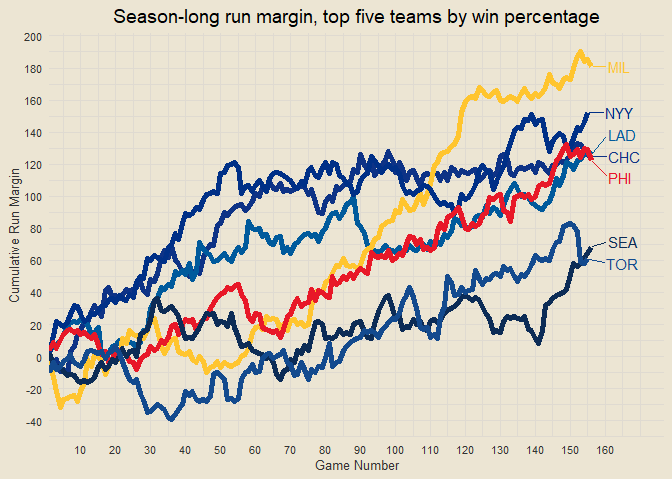 Season-long run margin, top five teams by win percentage
Cumulative Run Margin
200
180
160
140
120
100
80
60
40
20
0
-20
-40
MIL
NYY
LAD
CHC
PHI
SEA
TOR
10 20 30 40 50 60 70 80 90 100 110 120 130 140 150 160
Game Number